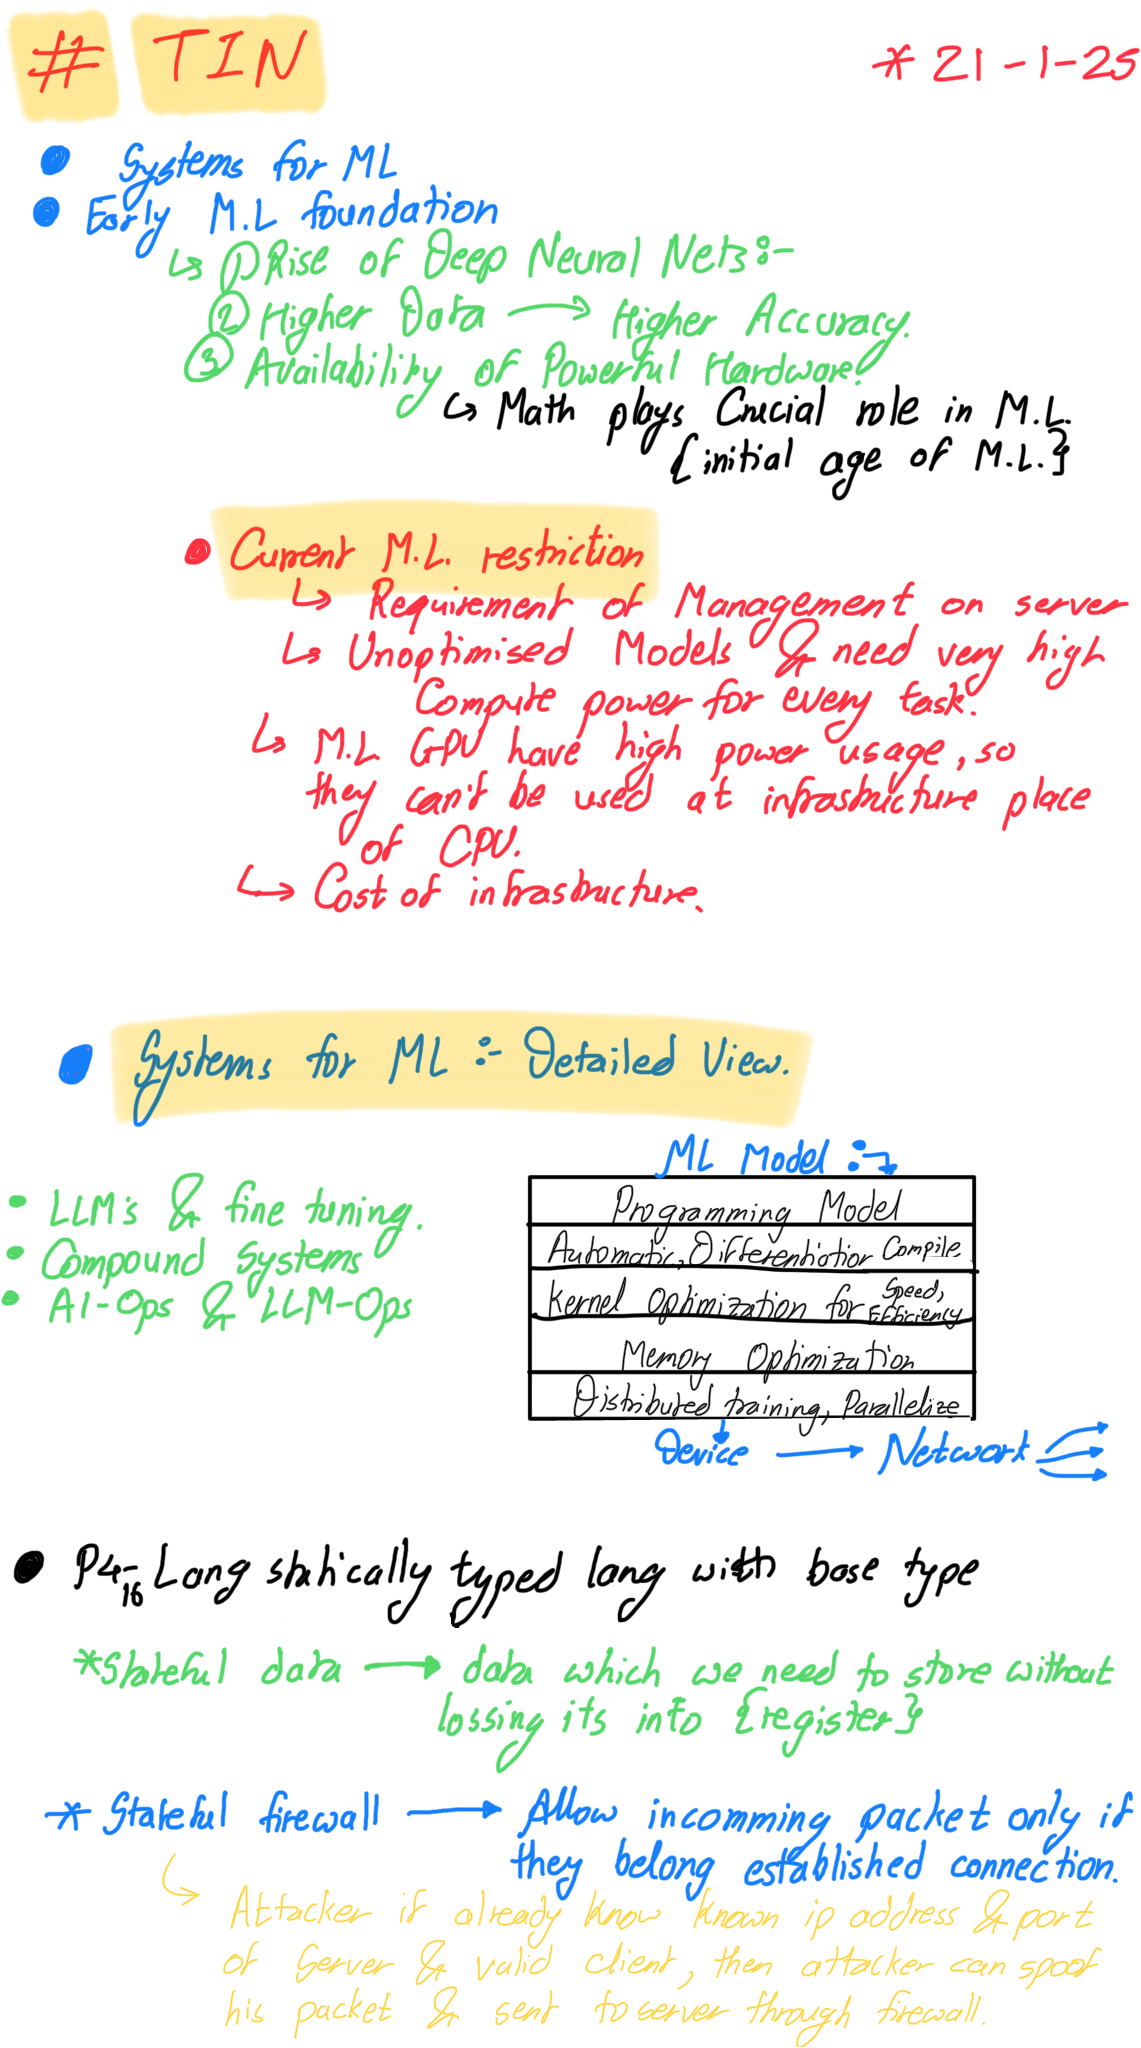 # TIN
* 21-1-25
Systems for ML
Early M.L foundation
1) Rise of Deep Neural Nets:-
2 Higher Data → Higher Accuracy.
3 Availability of Powerful Hardware.
↳ Math plays Crucial role in M.L.
{initial age of M.L.}
Current M.L. restriction
↳ Requirement of Management on server
↳ Unoptimised Models & need very high
Compute power for every task.
↳ M.L GPU have high power usage, so
they can't be used at infrastructure place
of CPU.
↳ Cost of infrastructure.
Systems for ML :- Detailed View.
ML Model :-
• LLM's & fine tuning.
• Compound Systems
• AI-Ops & LLM-Ops
Programming Model
Automatic, Differentiation Compile
Kernel Optimization for Speed, Efficiency
Memory Optimization
Distributed training, Parallelize
Device → Network
P4-16 Lang statically typed lang with base type
*Stateful data → data which we need to store without
lossing its info {register}
* Stateful firewall → Allow incomming packet only if
they belong established connection.
↳ Attacker if already know known ip address & port
of Server & valid client, then attacker can spoof
his packet & sent to server through firewall.